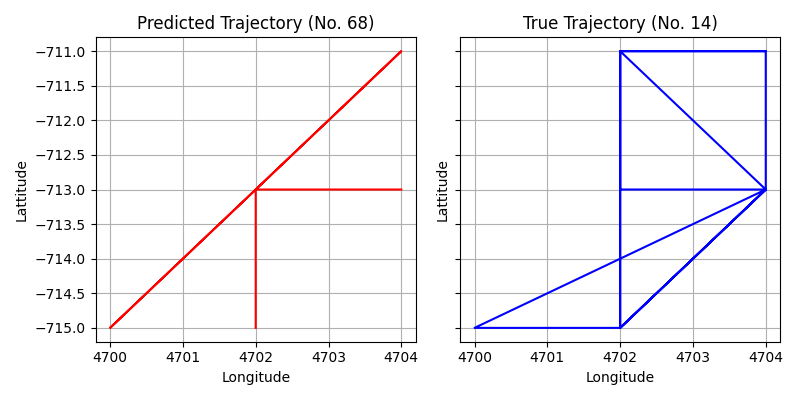 Predicted Trajectory (No. 68)
True Trajectory (No. 14)
Lattitude
−711.0
−711.5
−712.0
−712.5
−713.0
−713.5
−714.0
−714.5
−715.0
4700 4701 4702 4703 4704
Longitude
Lattitude
4700 4701 4702 4703 4704
Longitude